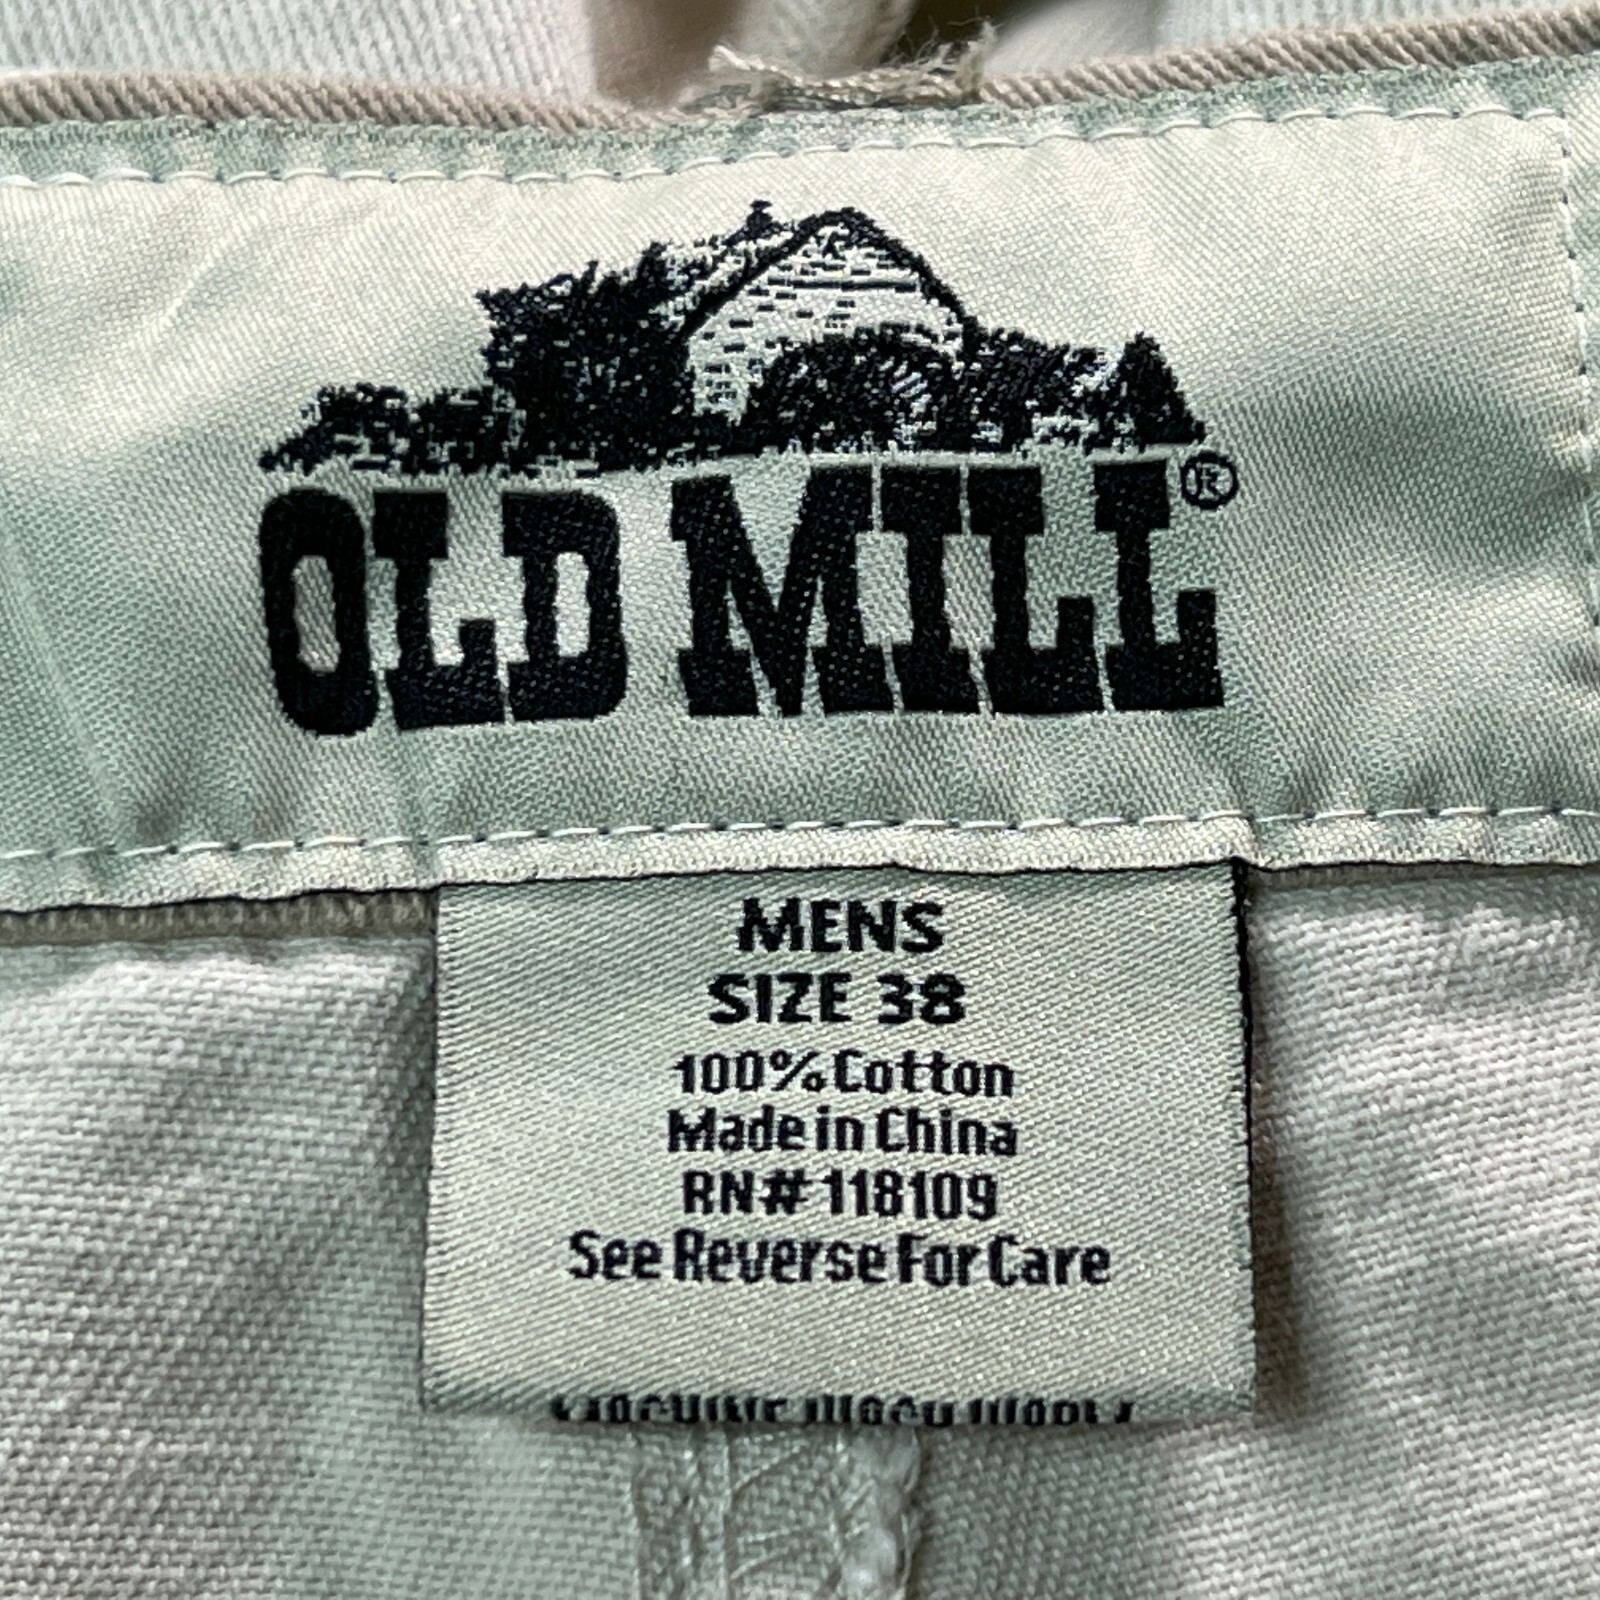 OLD MILL®
MENS
SIZE 38
100% Cotton
Made in China
RN# 118109
See Reverse For Care